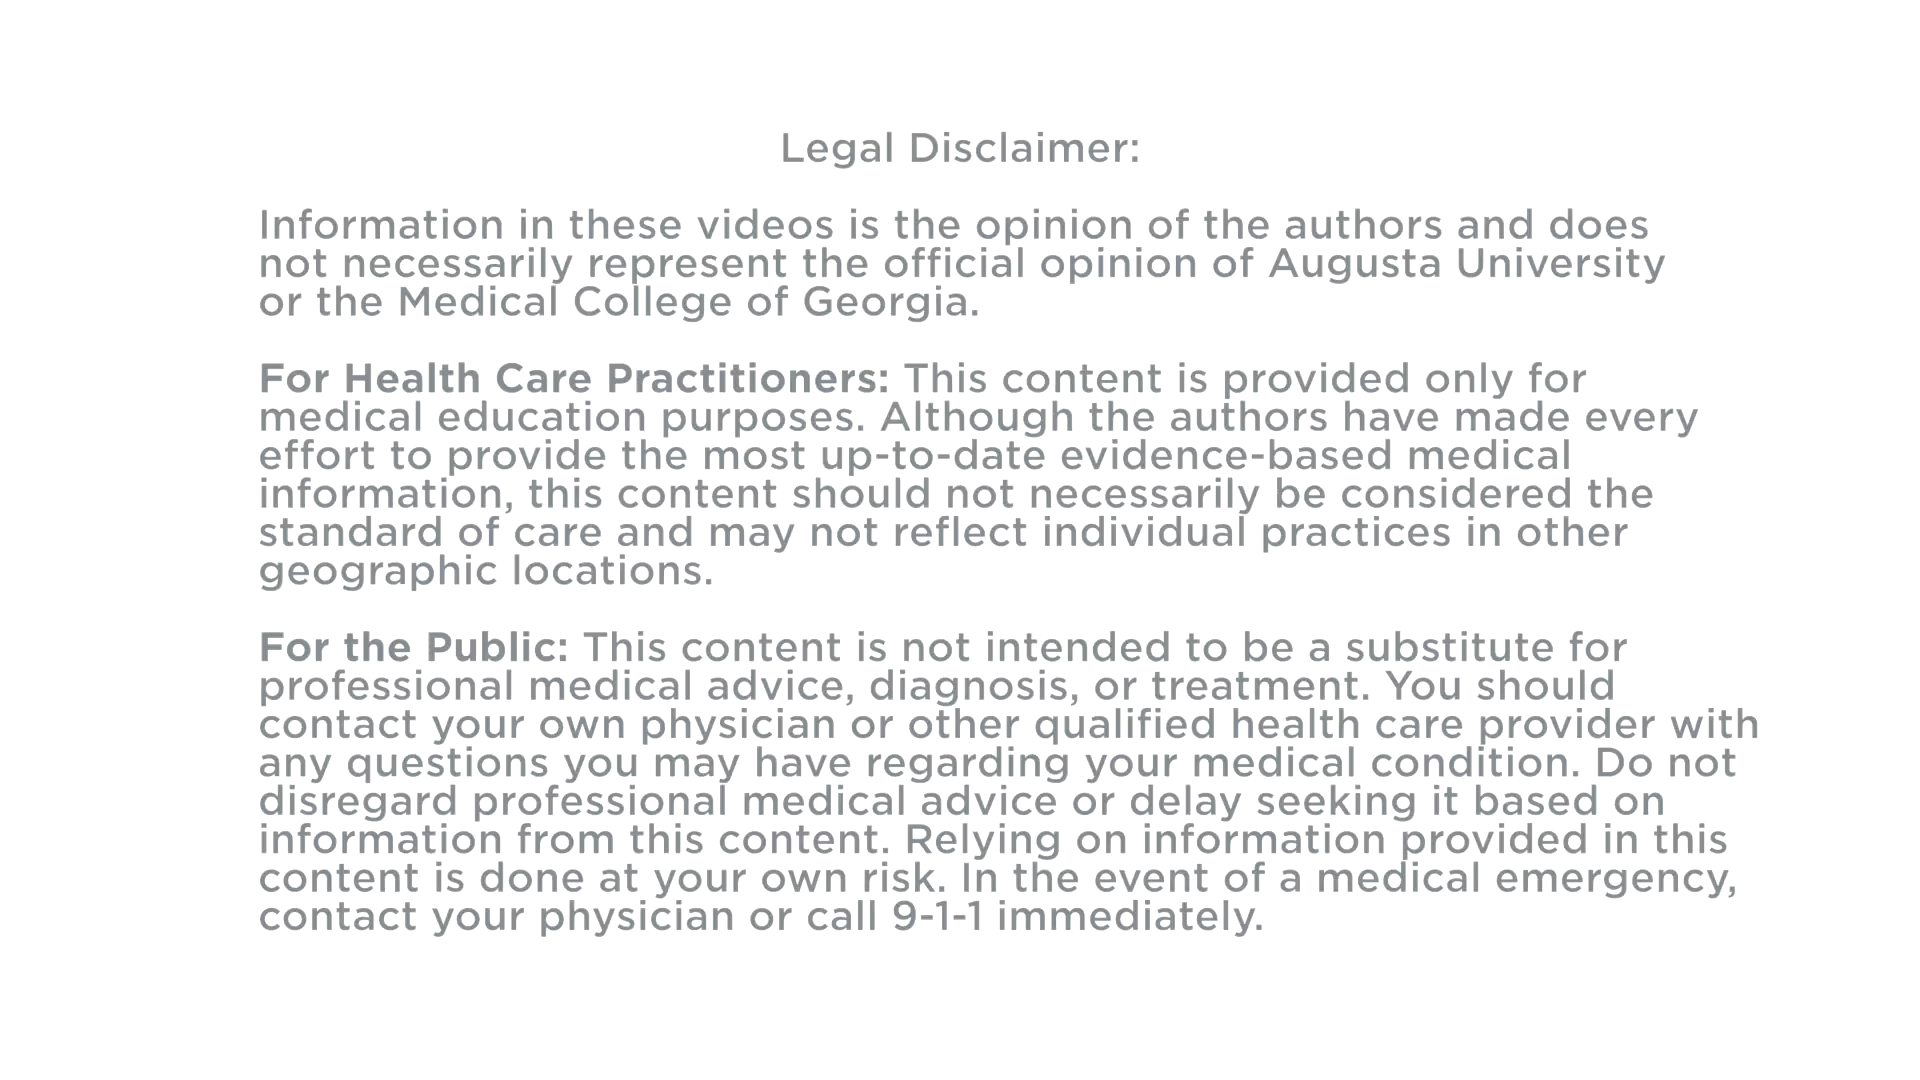 Legal Disclaimer:
Information in these videos is the opinion of the authors and does
not necessarily represent the official opinion of Augusta University
or the Medical College of Georgia.
For Health Care Practitioners: This content is provided only for
medical education purposes. Although the authors have made every
effort to provide the most up-to-date evidence-based medical
information, this content should not necessarily be considered the
standard of care and may not reflect individual practices in other
geographic locations.
For the Public: This content is not intended to be a substitute for
professional medical advice, diagnosis, or treatment. You should
contact your own physician or other qualified health care provider with
any questions you may have regarding your medical condition. Do not
disregard professional medical advice or delay seeking it based on
information from this content. Relying on information provided in this
content is done at your own risk. In the event of a medical emergency,
contact your physician or call 9-1-1 immediately.